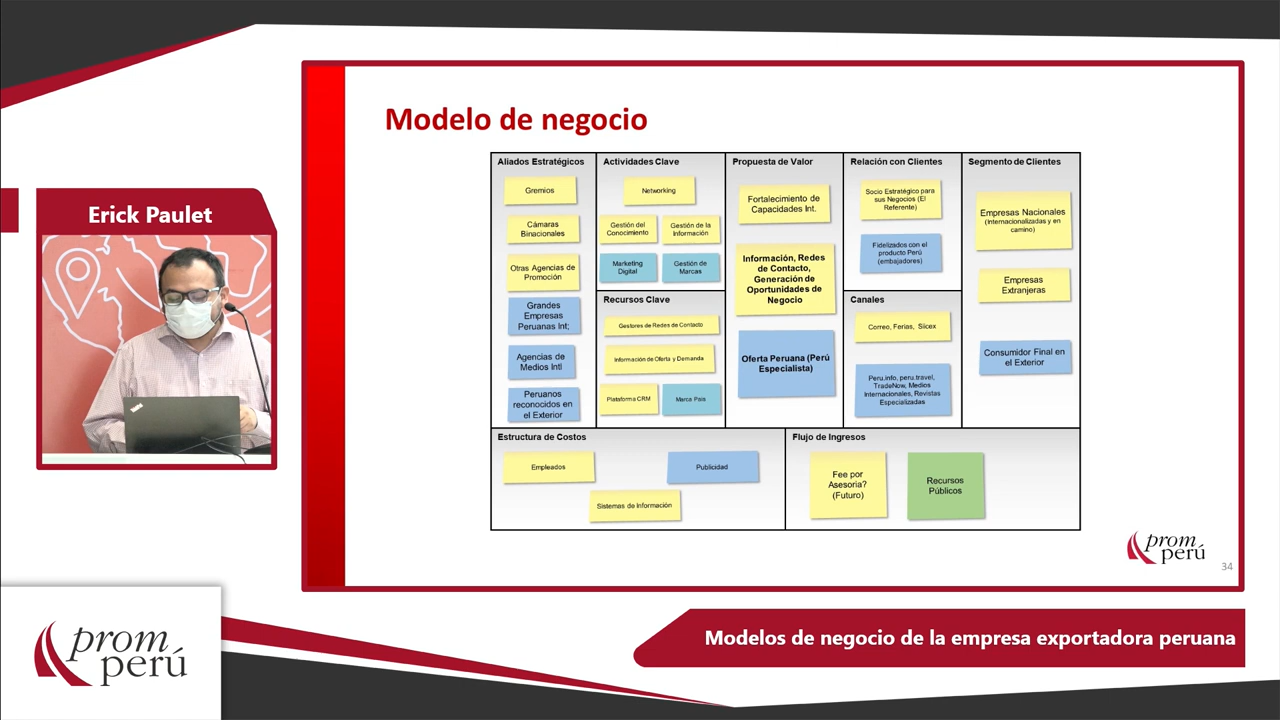 Erick Paulet
Modelo de negocio
Aliados Estratégicos
Gremios
Cámaras
Binacionales
Otras Agencias de
Promoción
Grandes
Empresas
Peruanas Int;
Agencias de
Medios Intl
Peruanos
reconocidos en
el Exterior
Actividades Clave
Networking
Gestión del
Conocimiento
Gestión de la
Información
Marketing
Digital
Gestión de
Marcas
Recursos Clave
Gestores de Redes de Contacto
Información de Oferta y Demanda
Plataforma CRM
Marca País
Propuesta de Valor
Fortalecimiento de
Capacidades Int.
Información, Redes
de Contacto,
Generación de
Oportunidades de
Negocio
Oferta Peruana (Perú
Especialista)
Relación con Clientes
Socio Estratégico para
sus Negocios (El
Referente)
Fidelizados con el
producto Perú
(embajadores)
Canales
Correo, Ferias, Siicex
Peru.info, peru.travel,
TradeNow, Medios
Internacionales, Revistas
Especializadas
Segmento de Clientes
Empresas Nacionales
(Internacionalizadas y en
camino)
Empresas
Extranjeras
Consumidor Final en
el Exterior
Estructura de Costos
Empleados
Publicidad
Sistemas de Información
Flujo de Ingresos
Fee por
Asesoria?
(Futuro)
Recursos
Públicos
prom
perú
34
prom
perú
Modelos de negocio de la empresa exportadora peruana